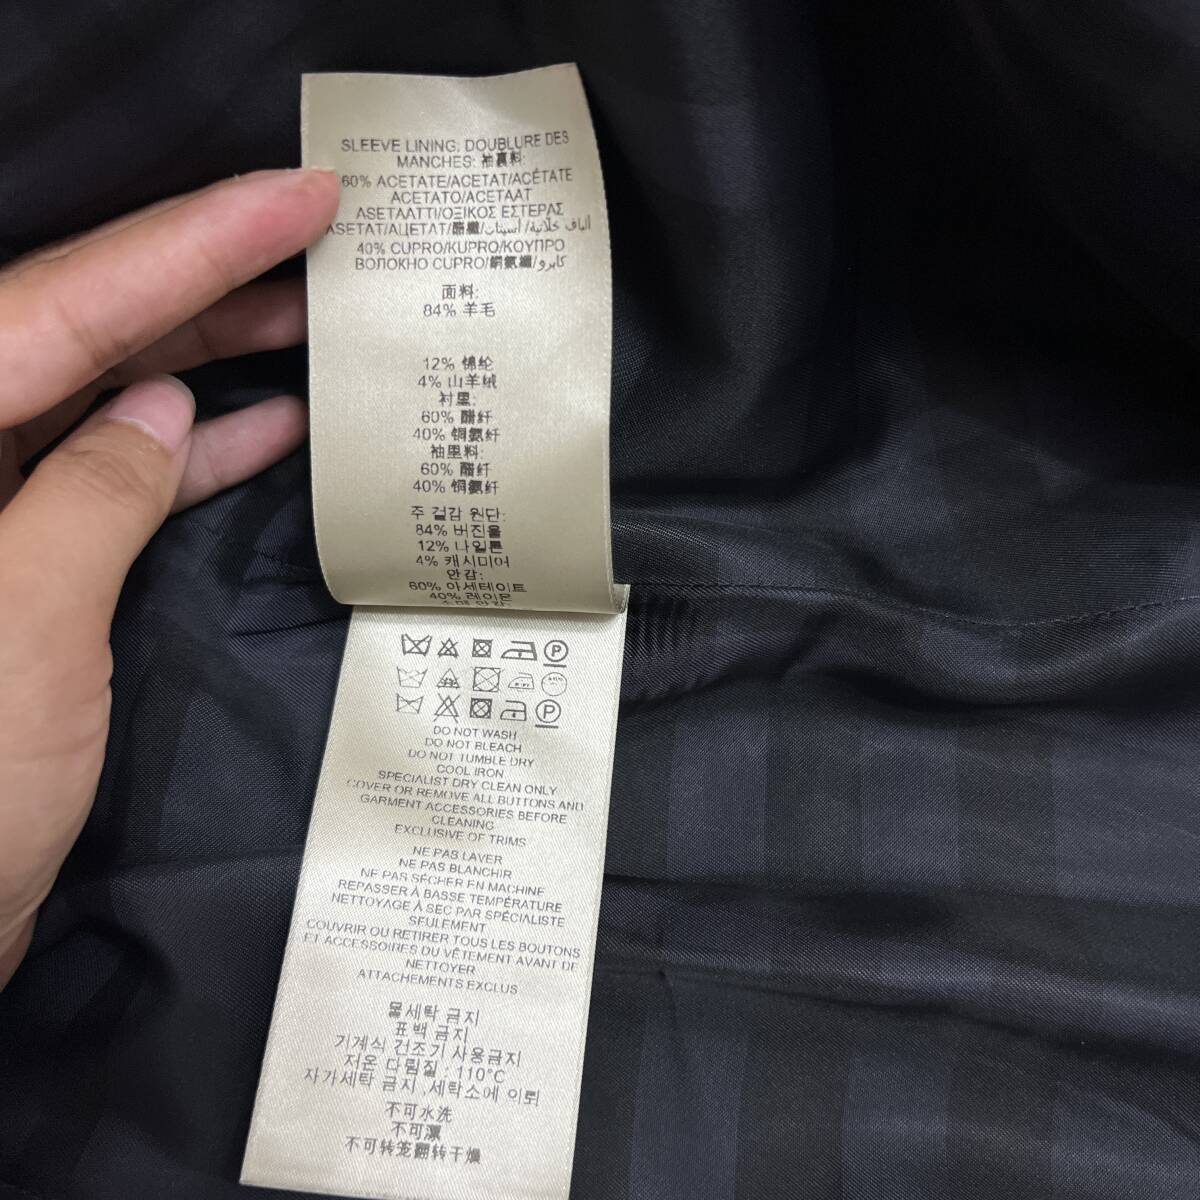 SLEEVE LINING: DOUBLURE DES
MANCHES: 袖裏料:
60% ACETATE/ACETAT/ACÉTATE
ACETATO/ACETAAT
ΑΣΕΤΑΛΤΤΙ/ΟΞΙΚΟΣ ΕΣΤΕΡΑΣ
ASETAT/АЦЕТАТ/醋纖/ألياف خلاتية/أسيتات
40% CUPRO/KUPRO/ΚΟΥΠΡΟ
ВОЛОКНО CUPRO/銅氨纖/كابرو
面料:
84% 羊毛
12% 锦纶
4% 山羊绒
衬里:
60% 醋纤
40% 铜氨纤
袖里料:
60% 醋纤
40% 铜氨纤
주 겉감 원단:
84% 버진울
12% 나일론
4% 캐시미어
안감:
60% 아세테이트
40% 레이온
소매 안감:
DO NOT WASH
DO NOT BLEACH
DO NOT TUMBLE DRY
COOL IRON
SPECIALIST DRY CLEAN ONLY
COVER OR REMOVE ALL BUTTONS AND
GARMENT ACCESSORIES BEFORE
CLEANING
EXCLUSIVE OF TRIMS
NE PAS LAVER
NE PAS BLANCHIR
NE PAS SÉCHER EN MACHINE
REPASSER À BASSE TEMPÉRATURE
NETTOYAGE À SEC PAR SPÉCIALISTE
SEULEMENT
COUVRIR OU RETIRER TOUS LES BOUTONS
ET ACCESSOIRES DU VÊTEMENT AVANT DE
NETTOYER
ATTACHEMENTS EXCLUS
물세탁 금지
표백 금지
기계식 건조기 사용금지
저온 다림질 : 110°C
자가세탁 금지 ,세탁소에 의뢰
不可水洗
不可漂
不可转笼翻转干燥